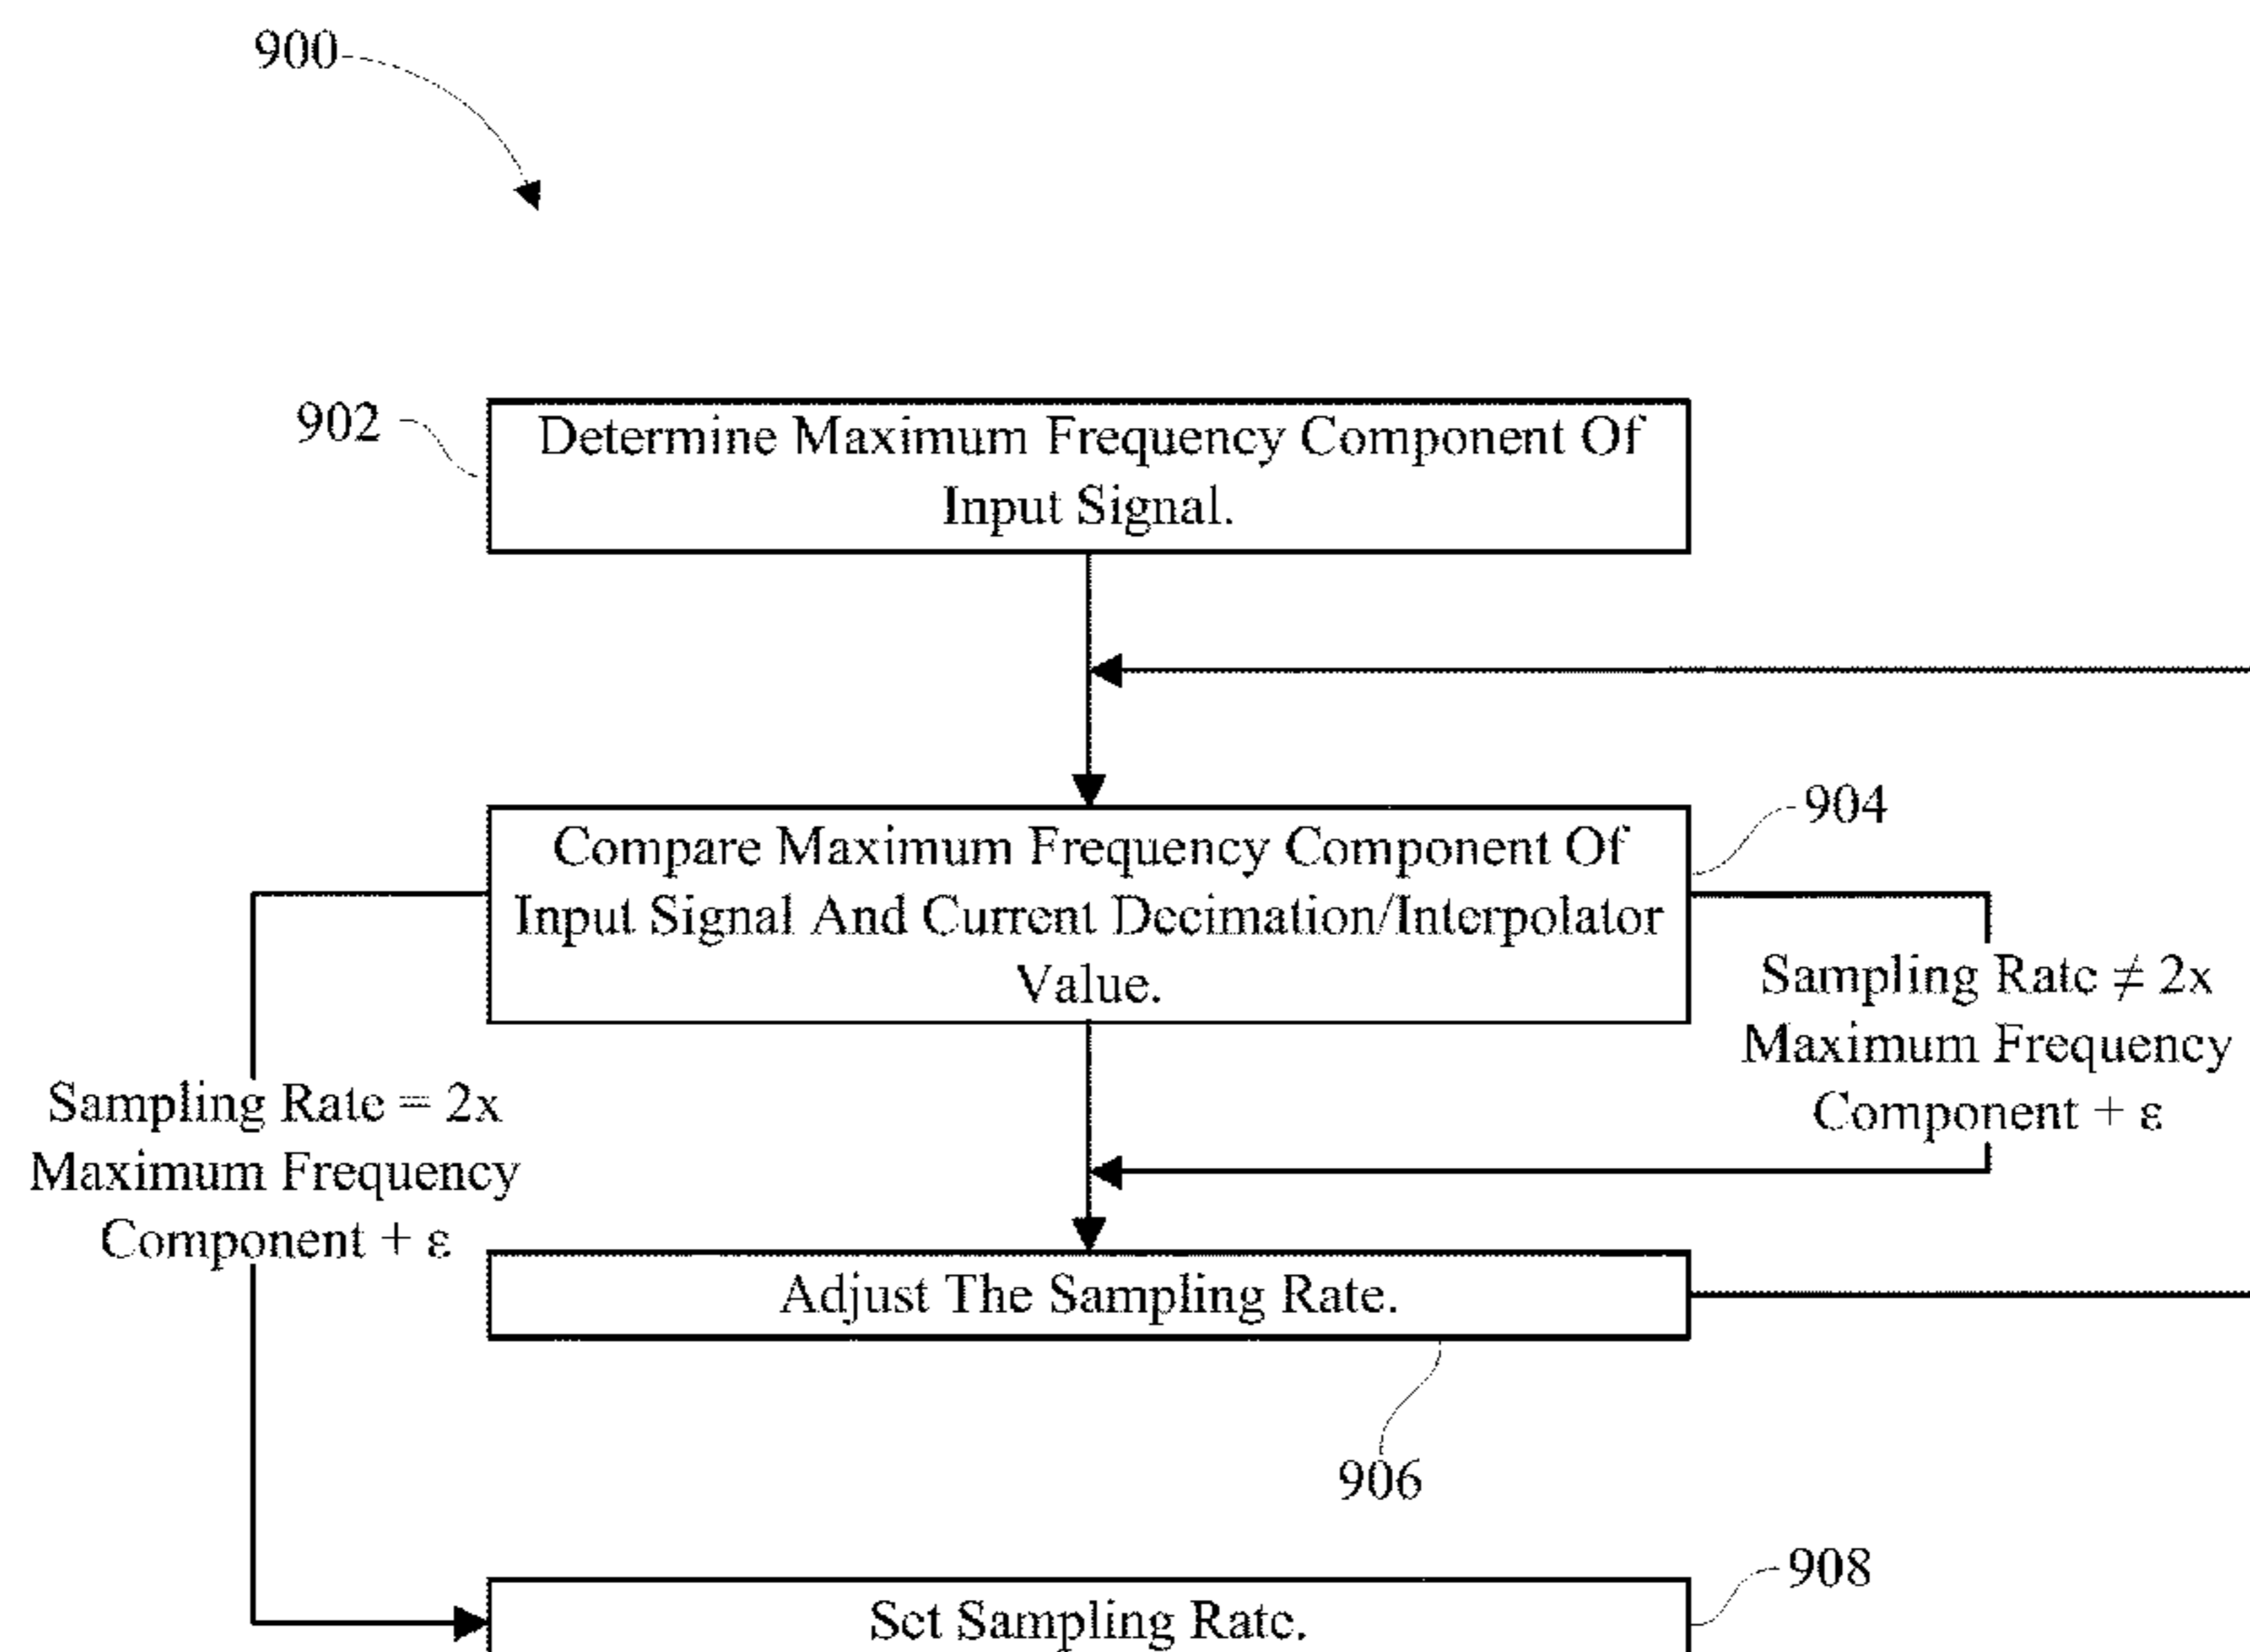 900
902
Determine Maximum Frequency Component Of
Input Signal.
904
Compare Maximum Frequency Component Of
Input Signal And Current Decimation/Interpolator
Value.
Sampling Rate ≠ 2x
Maximum Frequency
Component + ε
Sampling Rate = 2x
Maximum Frequency
Component + ε
Adjust The Sampling Rate.
906
908
Set Sampling Rate.